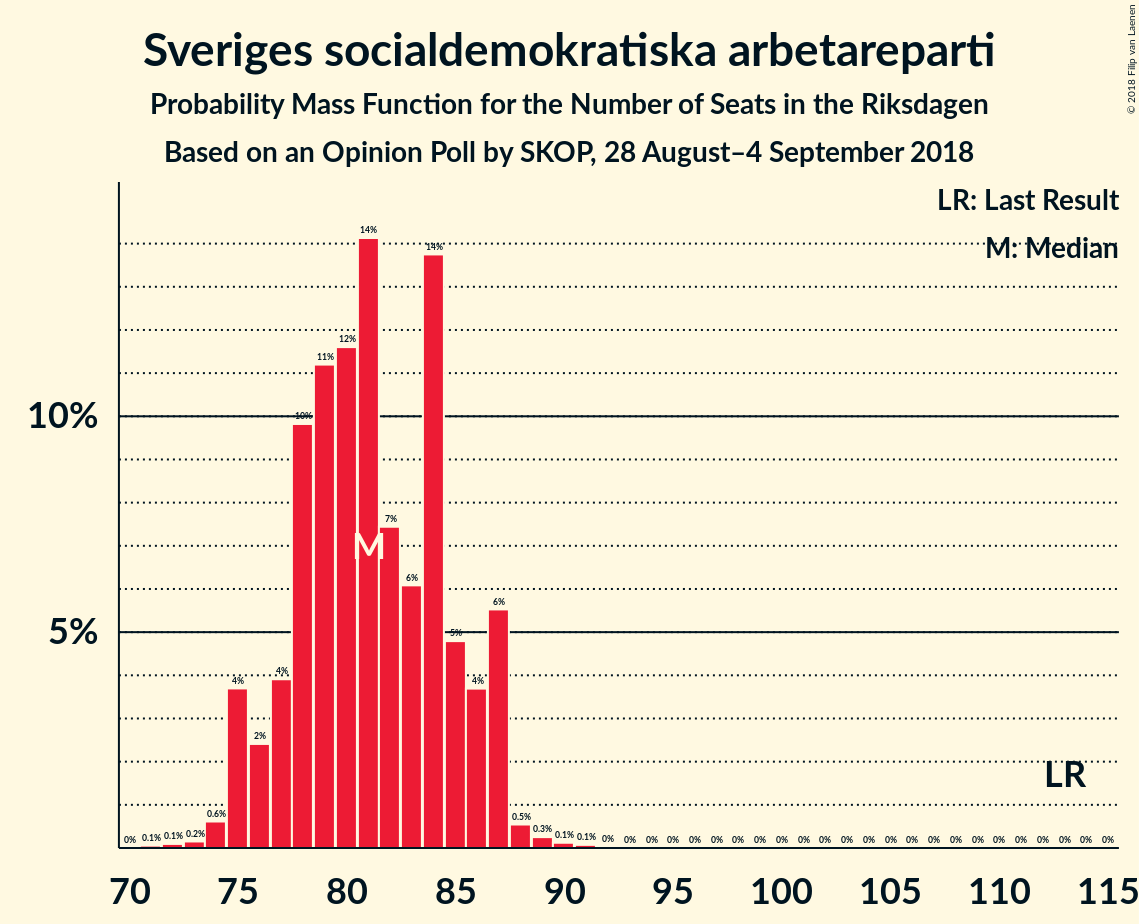 Sveriges socialdemokratiska arbetareparti
Probability Mass Function for the Number of Seats in the Riksdagen
Based on an Opinion Poll by SKOP, 28 August–4 September 2018
© 2018 Filip van Laenen
LR: Last Result
M: Median
10%
5%
0% 0.1% 0.1% 0.2% 0.6% 4% 2% 4% 10% 11% 12% 14% 7% 6% 14% 5% 4% 6% 0.5% 0.3% 0.1% 0.1% 0% 0% 0% 0% 0% 0% 0% 0% 0% 0% 0% 0% 0% 0% 0% 0% 0% 0% 0% 0% 0% 0% 0% 0% 0% 0%
M
LR
70 75 80 85 90 95 100 105 110 115